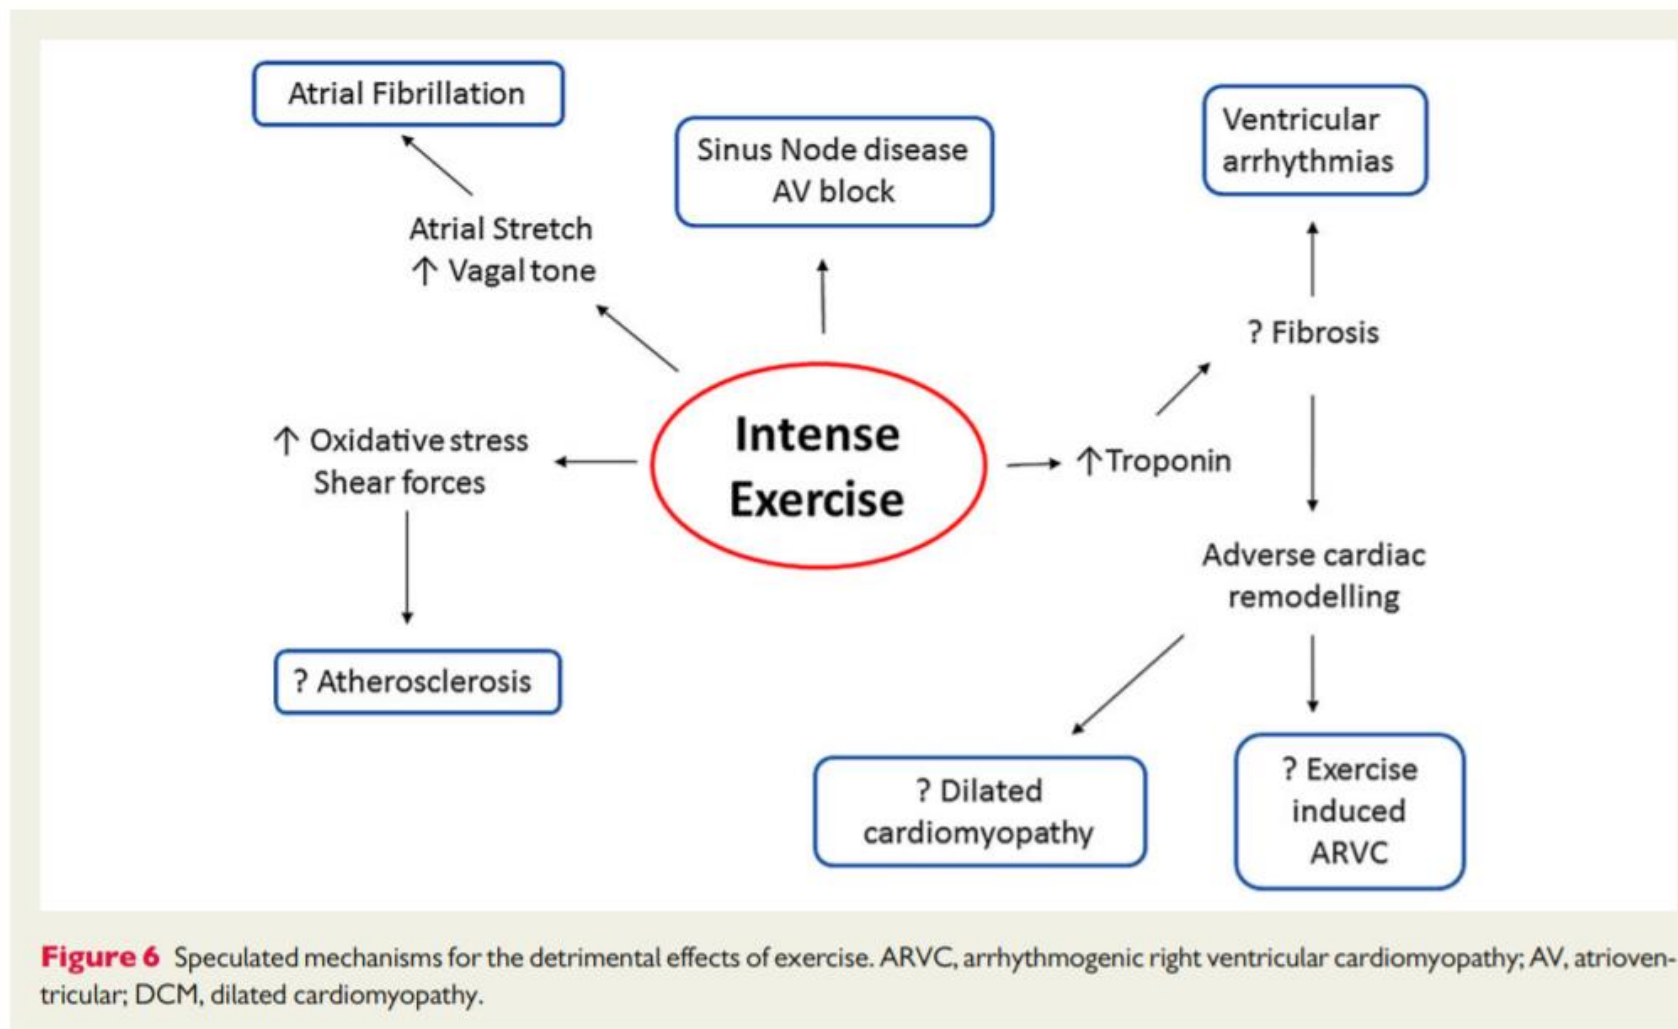 Atrial Fibrillation
Sinus Node disease
AV block
Ventricular
arrhythmias
Atrial Stretch
↑ Vagal tone
? Fibrosis
Intense
Exercise
↑ Oxidative stress
Shear forces
↑Troponin
Adverse cardiac
remodelling
? Atherosclerosis
? Dilated
cardiomyopathy
? Exercise
induced
ARVC
Figure 6 Speculated mechanisms for the detrimental effects of exercise. ARVC, arrhythmogenic right ventricular cardiomyopathy; AV, atrioven-
tricular; DCM, dilated cardiomyopathy.